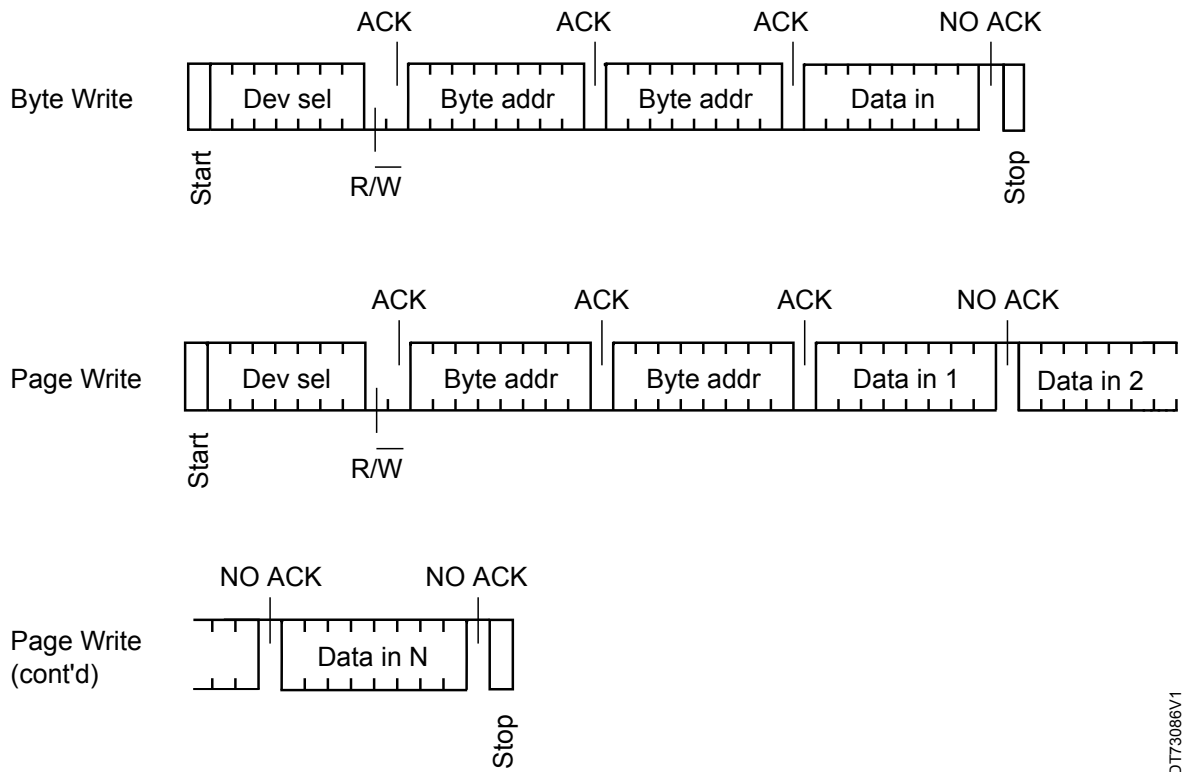 ACK ACK ACK NO ACK
Byte Write Dev sel Byte addr Byte addr Data in
Start R/W̅ Stop
ACK ACK ACK NO ACK
Page Write Dev sel Byte addr Byte addr Data in 1 Data in 2
Start R/W̅
NO ACK NO ACK
Page Write
(cont'd) Data in N
Stop
DT73086V1